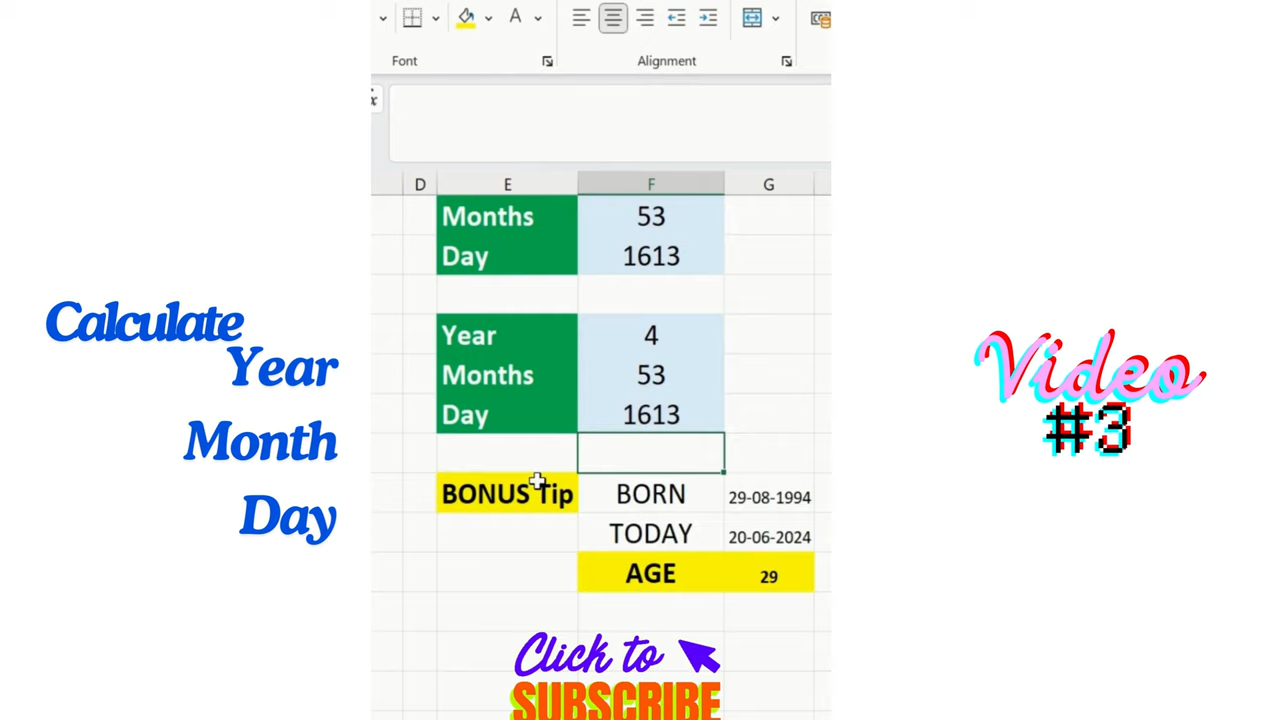 A
Font
Alignment
D E F G
Months 53
Day 1613
Year 4
Months 53
Day 1613
BONUS Tip BORN 29-08-1994
TODAY 20-06-2024
AGE 29
Calculate
Year
Month
Day
Video
#3
Click to
SUBSCRIBE